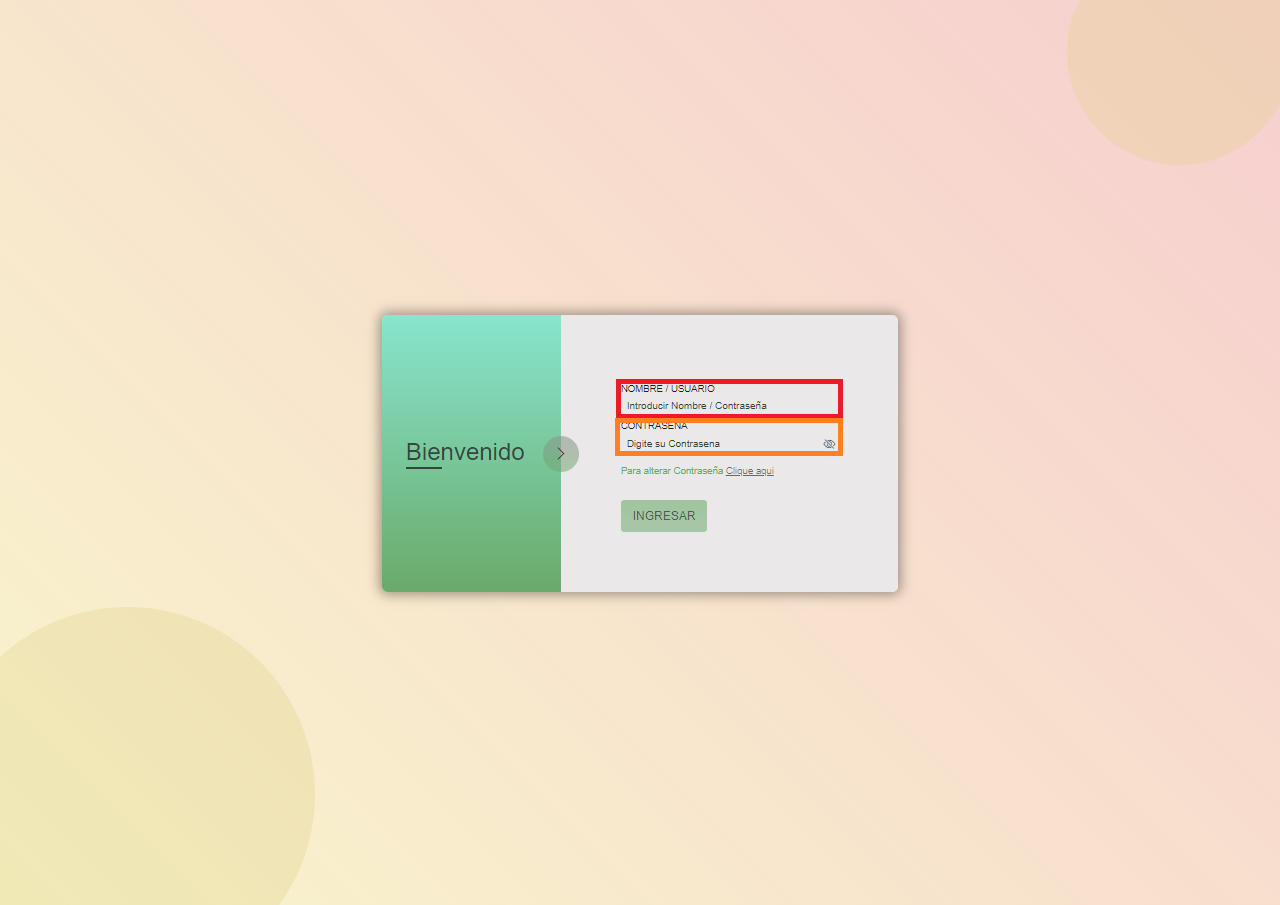 Bienvenido
NOMBRE / USUARIO
Introducir Nombre / Contraseña
CONTRASEÑA
Digite su Contrasena
Para alterar Contraseña Clique aqui
INGRESAR